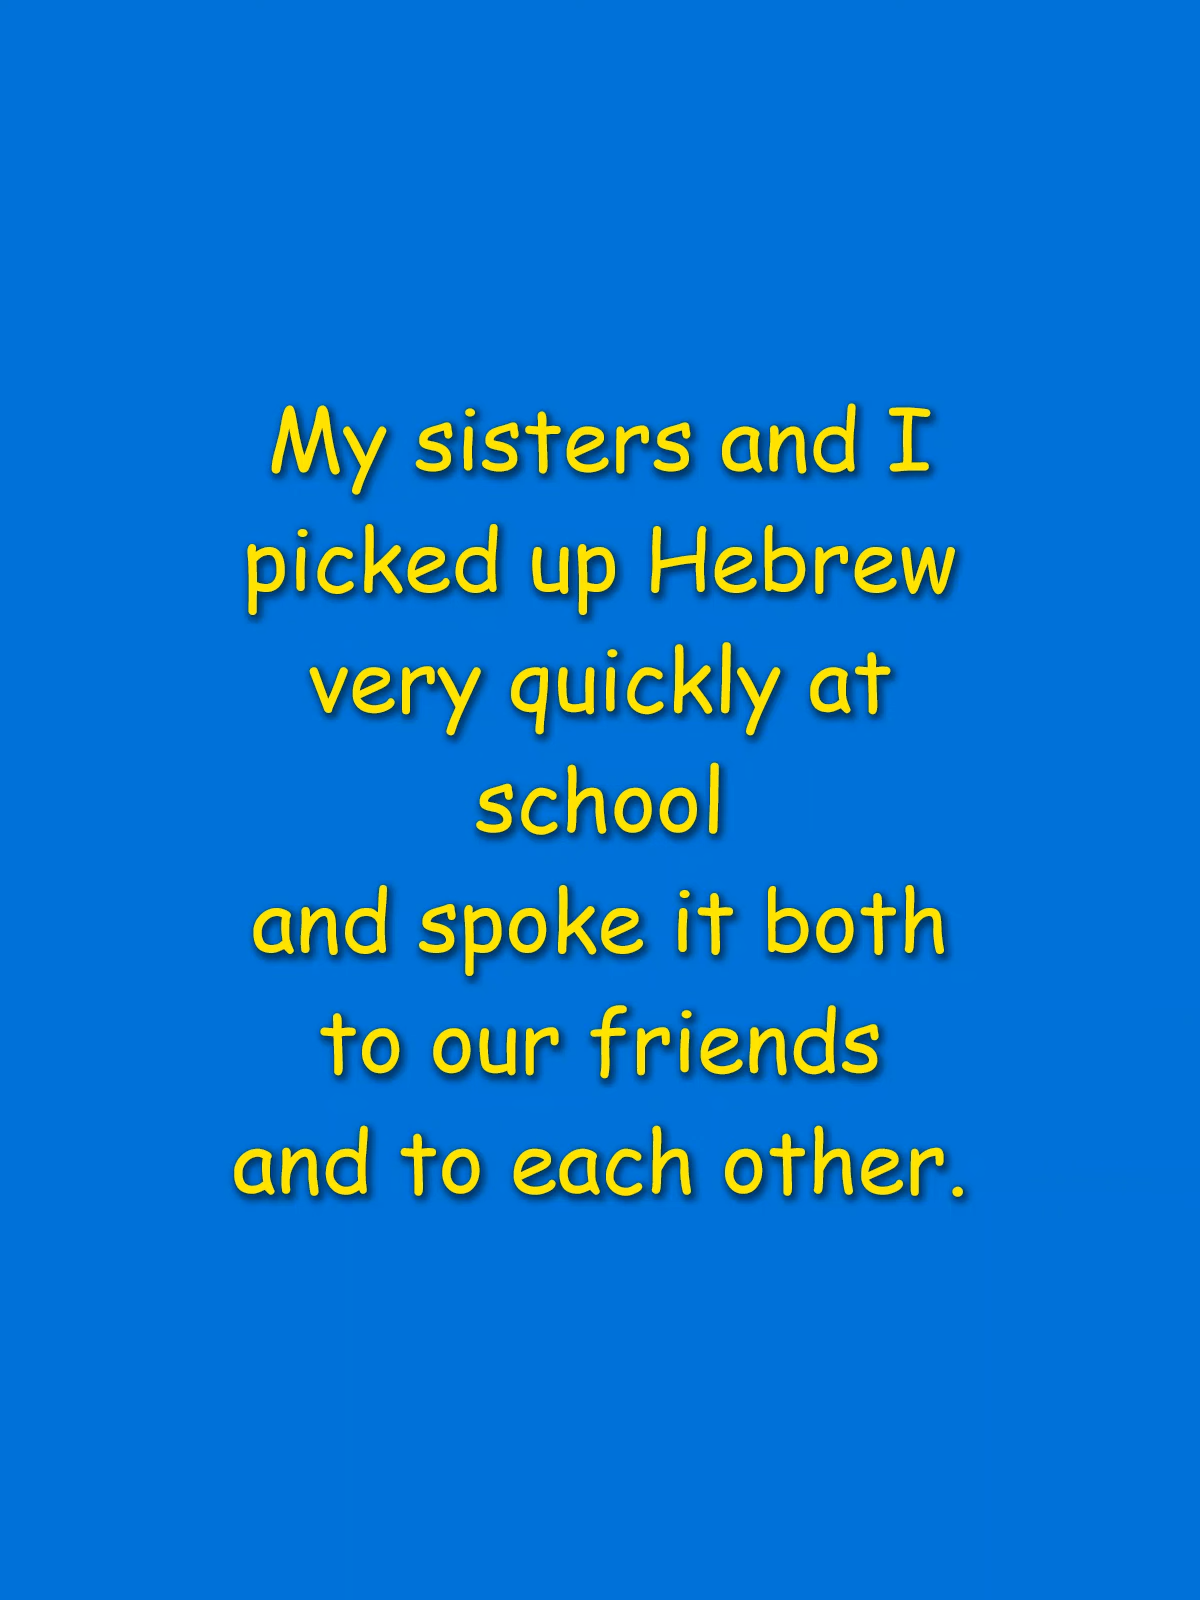 My sisters and I
picked up Hebrew
very quickly at
school
and spoke it both
to our friends
and to each other.